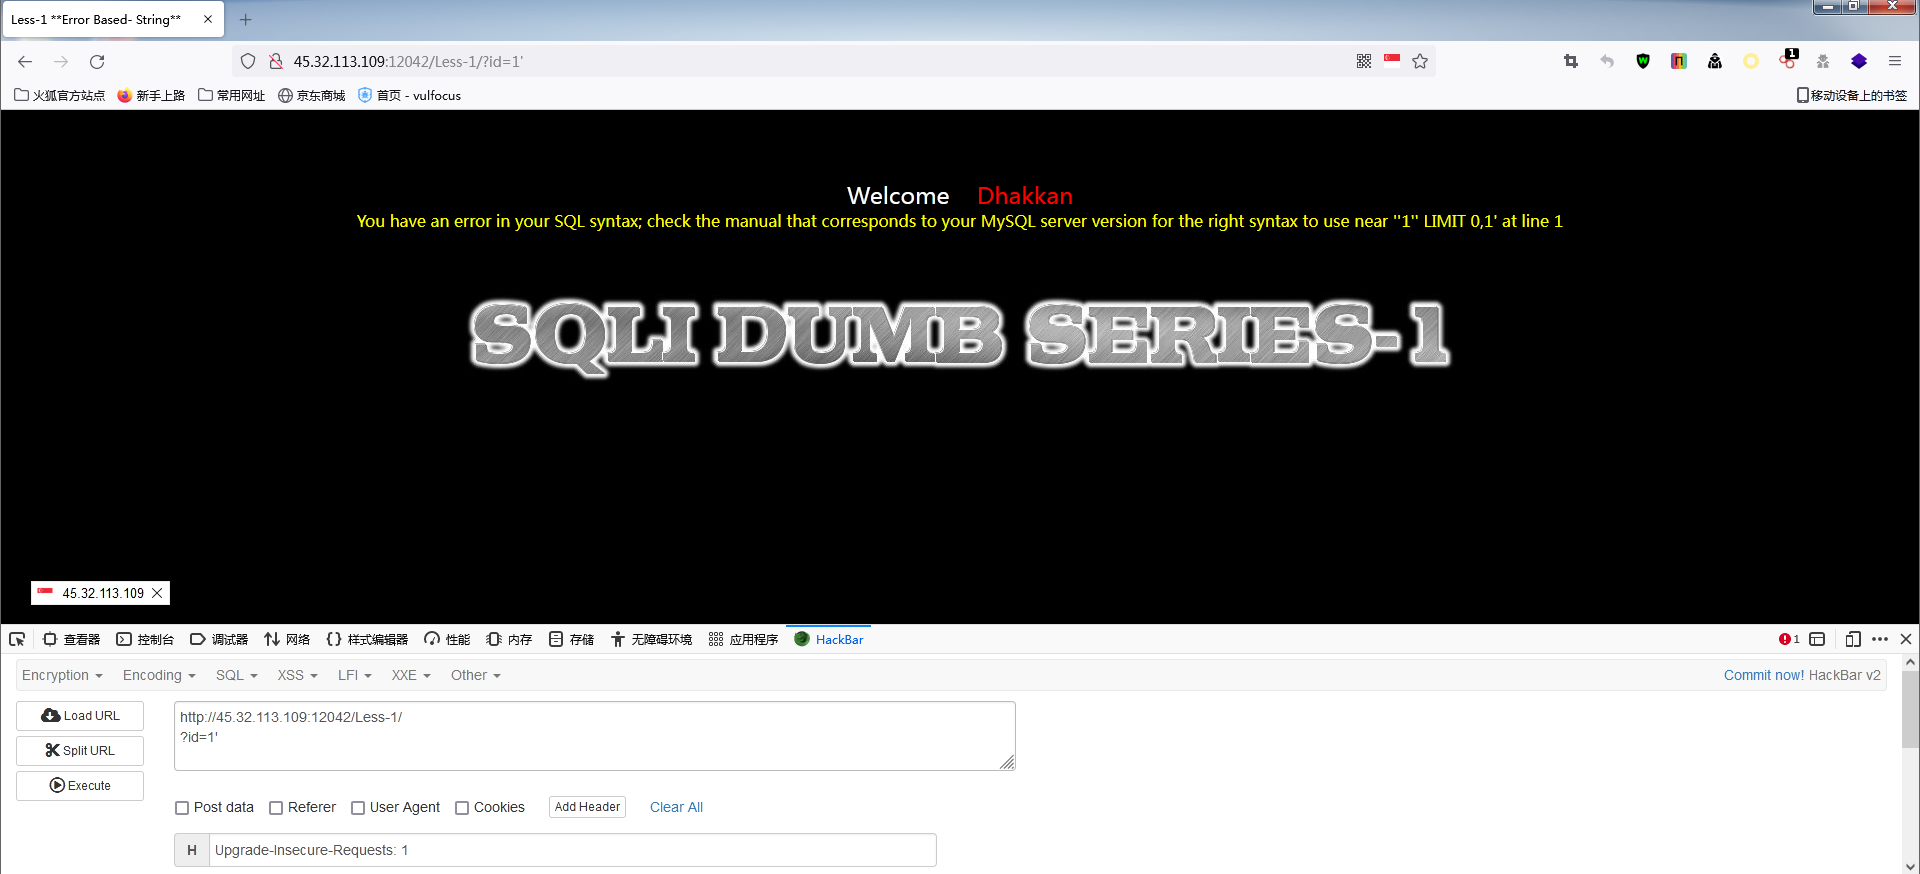 Less-1 **Error Based- String**
45.32.113.109:12042/Less-1/?id=1'
1
火狐官方站点 新手上路 常用网址 京东商城 首页 - vulfocus 移动设备上的书签
Welcome Dhakkan
You have an error in your SQL syntax; check the manual that corresponds to your MySQL server version for the right syntax to use near ''1'' LIMIT 0,1' at line 1
SQLI DUMB SERIES-1
45.32.113.109
查看器 控制台 调试器 网络 样式编辑器 性能 内存 存储 无障碍环境 应用程序 HackBar 1
Encryption Encoding SQL XSS LFI XXE Other Commit now! HackBar v2
Load URL
Split URL
Execute
http://45.32.113.109:12042/Less-1/
?id=1'
Post data Referer User Agent Cookies Add Header Clear All
H Upgrade-Insecure-Requests: 1